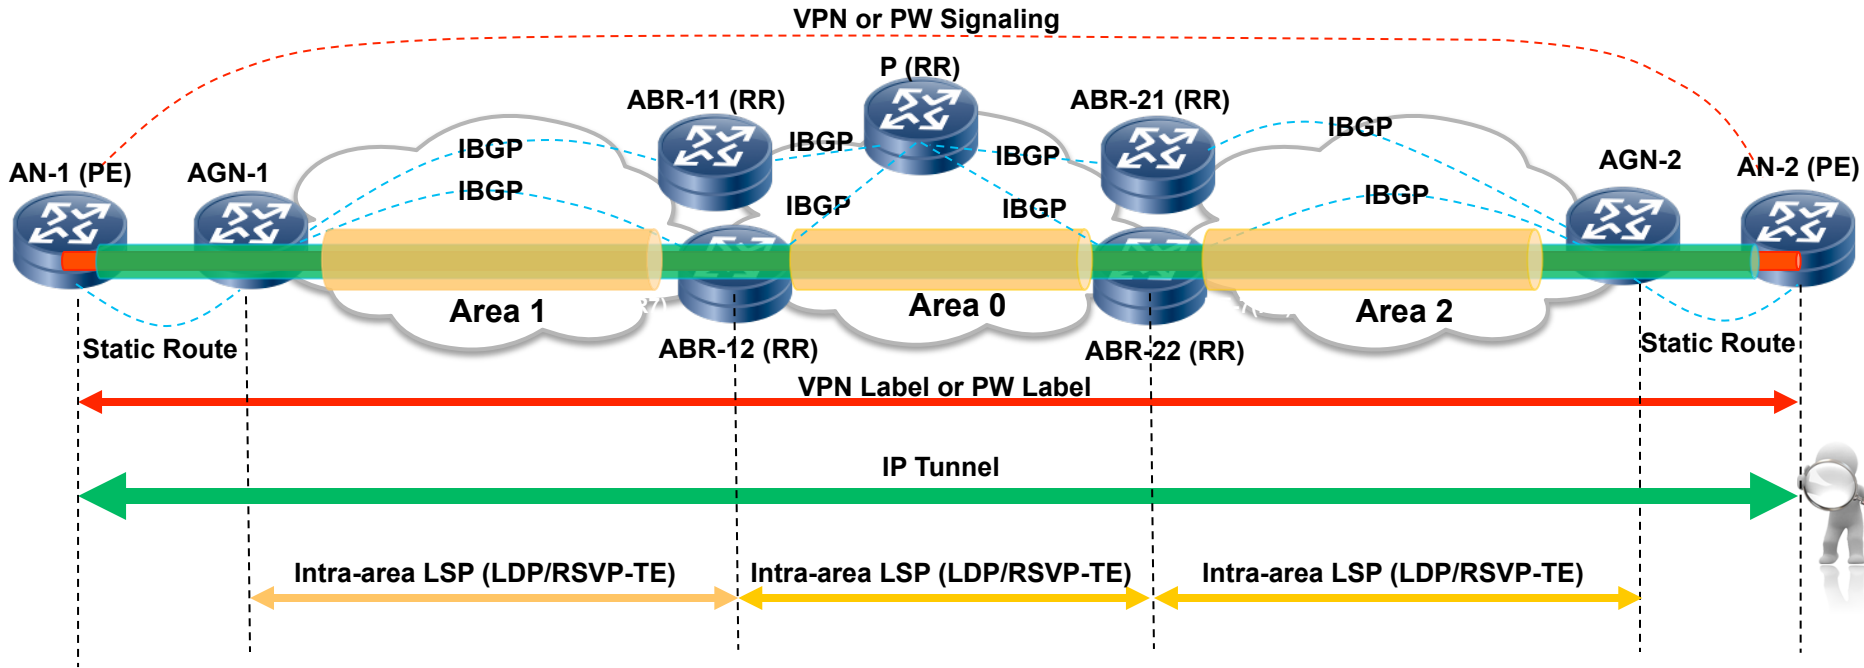 VPN or PW Signaling
P (RR)
ABR-11 (RR)
ABR-21 (RR)
IBGP
IBGP
IBGP
IBGP
AN-1 (PE)
AGN-1
AGN-2
AN-2 (PE)
IBGP
IBGP
IBGP
IBGP
Area 1
Area 0
Area 2
Static Route
ABR-12 (RR)
ABR-22 (RR)
Static Route
VPN Label or PW Label
IP Tunnel
Intra-area LSP (LDP/RSVP-TE)
Intra-area LSP (LDP/RSVP-TE)
Intra-area LSP (LDP/RSVP-TE)